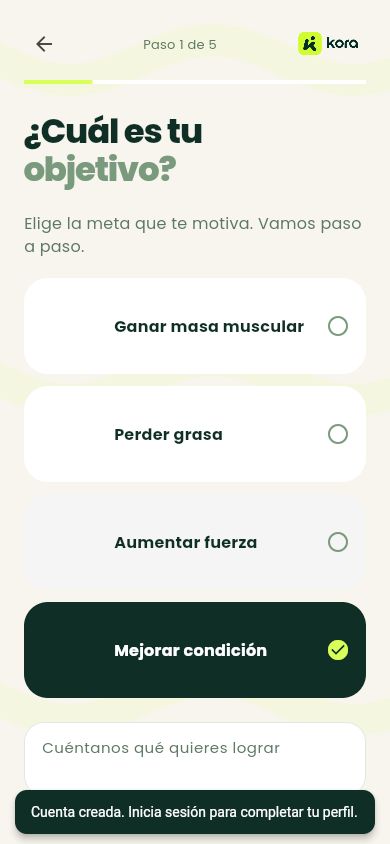 Paso 1 de 5
kora
¿Cuál es tu
objetivo?
Elige la meta que te motiva. Vamos paso
a paso.
Ganar masa muscular
Perder grasa
Aumentar fuerza
Mejorar condición
Cuéntanos qué quieres lograr
Cuenta creada. Inicia sesión para completar tu perfil.